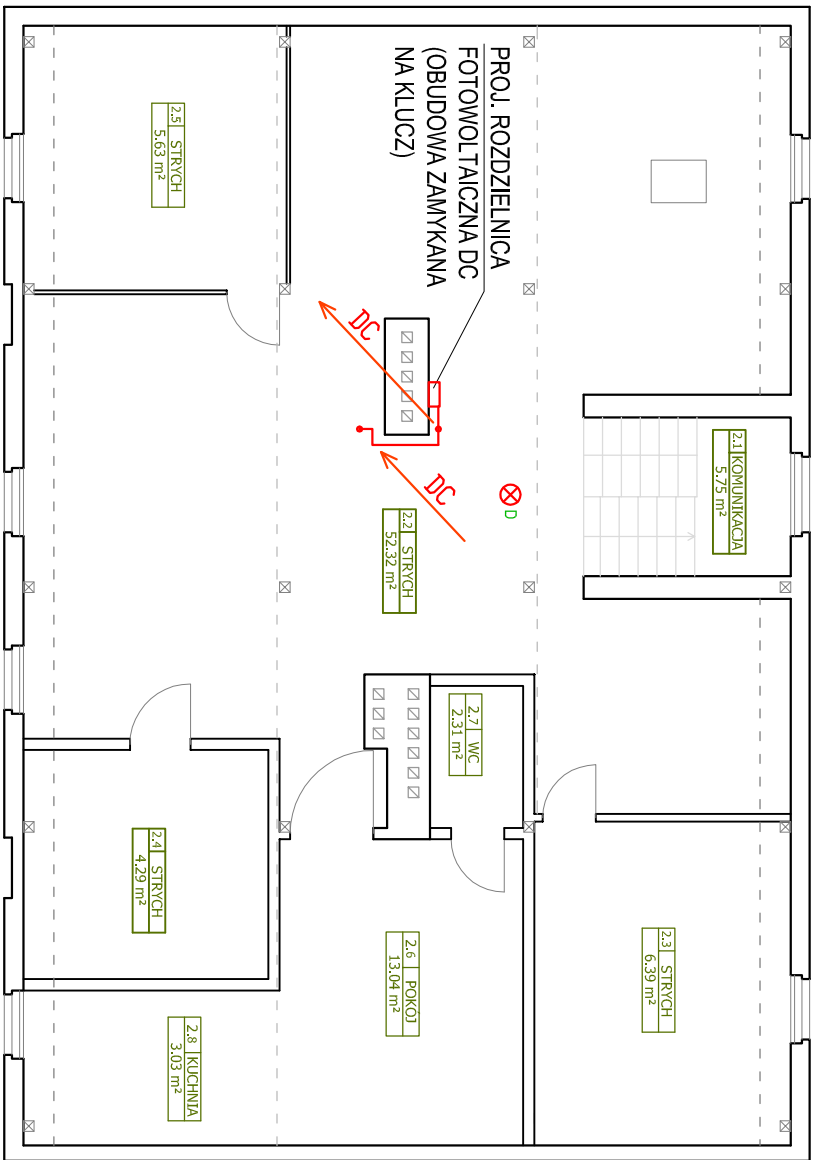 PROJ. ROZDZIELNICA
FOTOWOLTAICZNA DC
(OBUDOWA ZAMYKANA
NA KLUCZ)
2.5 STRYCH
5.63 m²
2.1 KOMUNIKACJA
5.75 m²
DC
DC
D
2.2 STRYCH
52.32 m²
2.7 WC
2.31 m²
2.4 STRYCH
4.29 m²
2.6 POKÓJ
13.04 m²
2.3 STRYCH
6.39 m²
2.8 KUCHNIA
3.03 m²